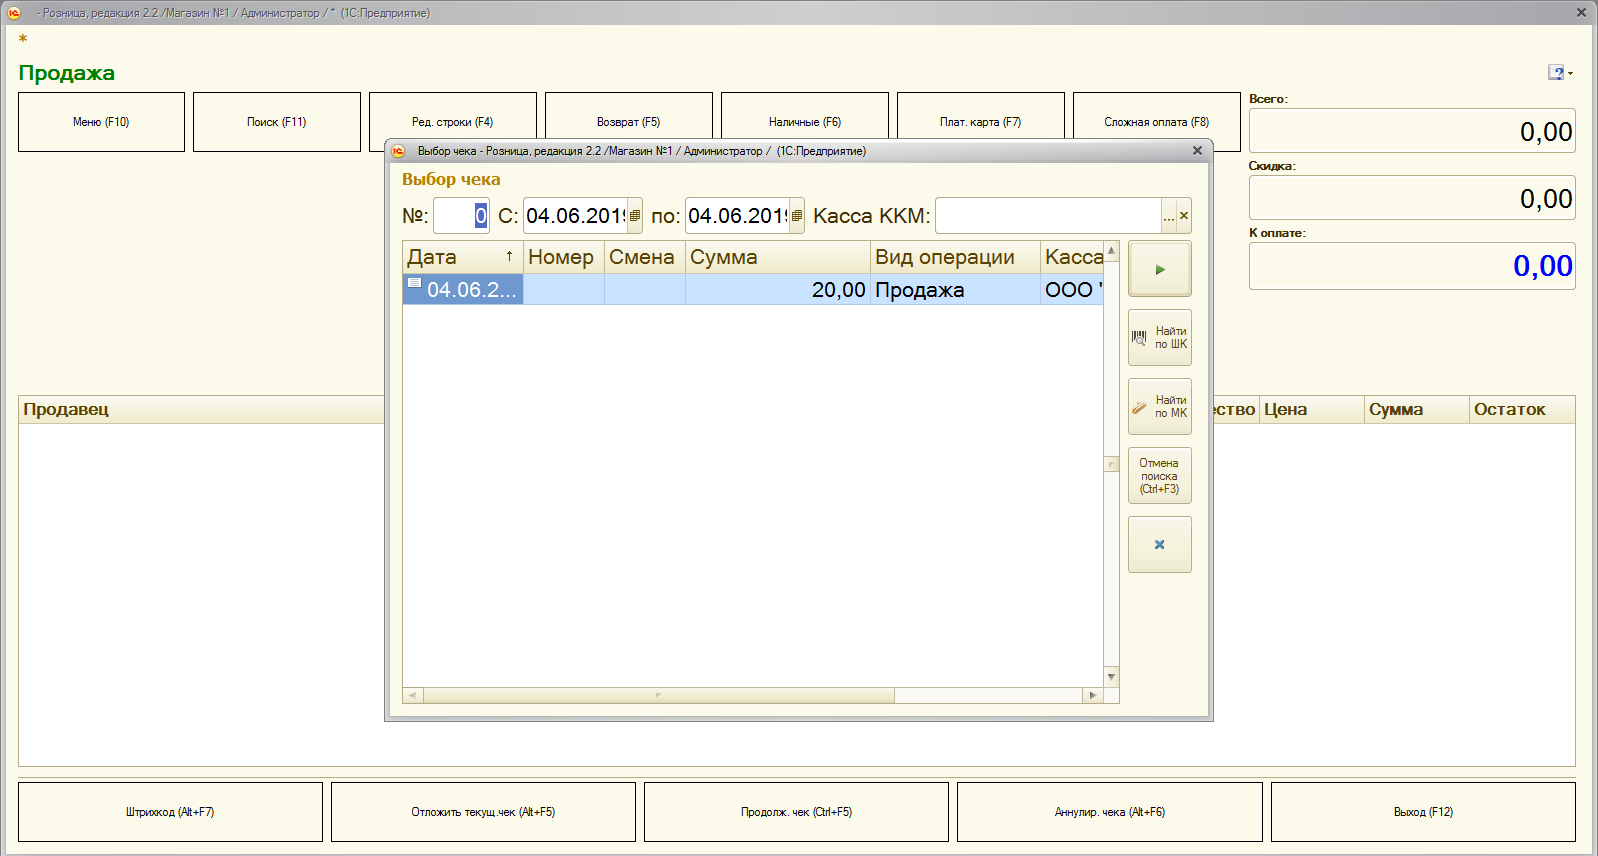 - Розница, редакция 2.2 /Магазин №1 / Администратор / * (1С:Предприятие)
*
Продажа
Меню (F10)
Поиск (F11)
Ред. строки (F4)
Возврат (F5)
Наличные (F6)
Плат. карта (F7)
Сложная оплата (F8)
Всего:
0,00
Скидка:
0,00
К оплате:
0,00
Выбор чека - Розница, редакция 2.2 /Магазин №1 / Администратор / (1С:Предприятие)
Выбор чека
№: 0 С: 04.06.2019 по: 04.06.2019 Касса ККМ: ...
Дата ↑ Номер Смена Сумма Вид операции Касса
04.06.2... 20,00 Продажа ООО "
Найти
по ШК
Найти
по МК
Отмена
поиска
(Ctrl+F3)
Продавец ество Цена Сумма Остаток
Штрихкод (Alt+F7)
Отложить текущ.чек (Alt+F5)
Продолж. чек (Ctrl+F5)
Аннулир. чека (Alt+F6)
Выход (F12)